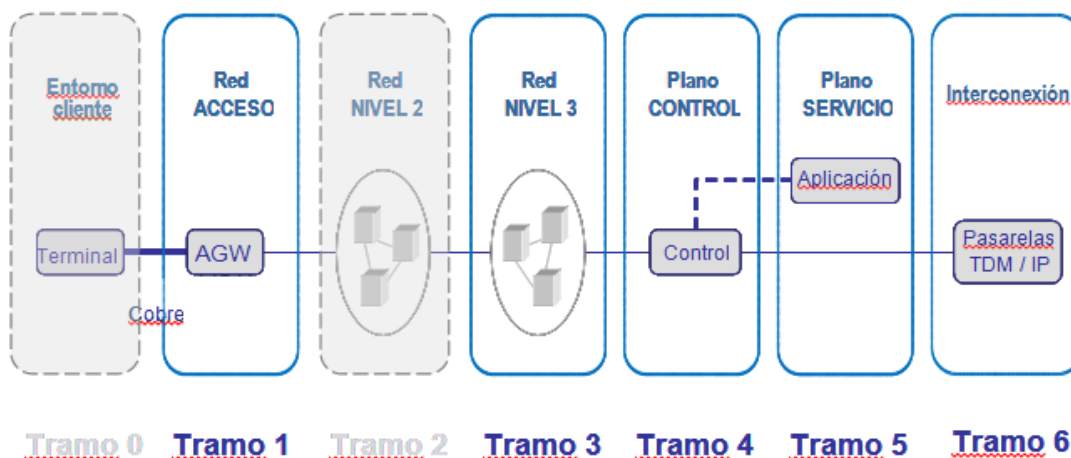 Entorno
cliente
Red
ACCESO
Red
NIVEL 2
Red
NIVEL 3
Plano
CONTROL
Plano
SERVICIO
Interconexión
Aplicación
Terminal
AGW
Control
Pasarelas
TDM / IP
Cobre
Tramo 0
Tramo 1
Tramo 2
Tramo 3
Tramo 4
Tramo 5
Tramo 6